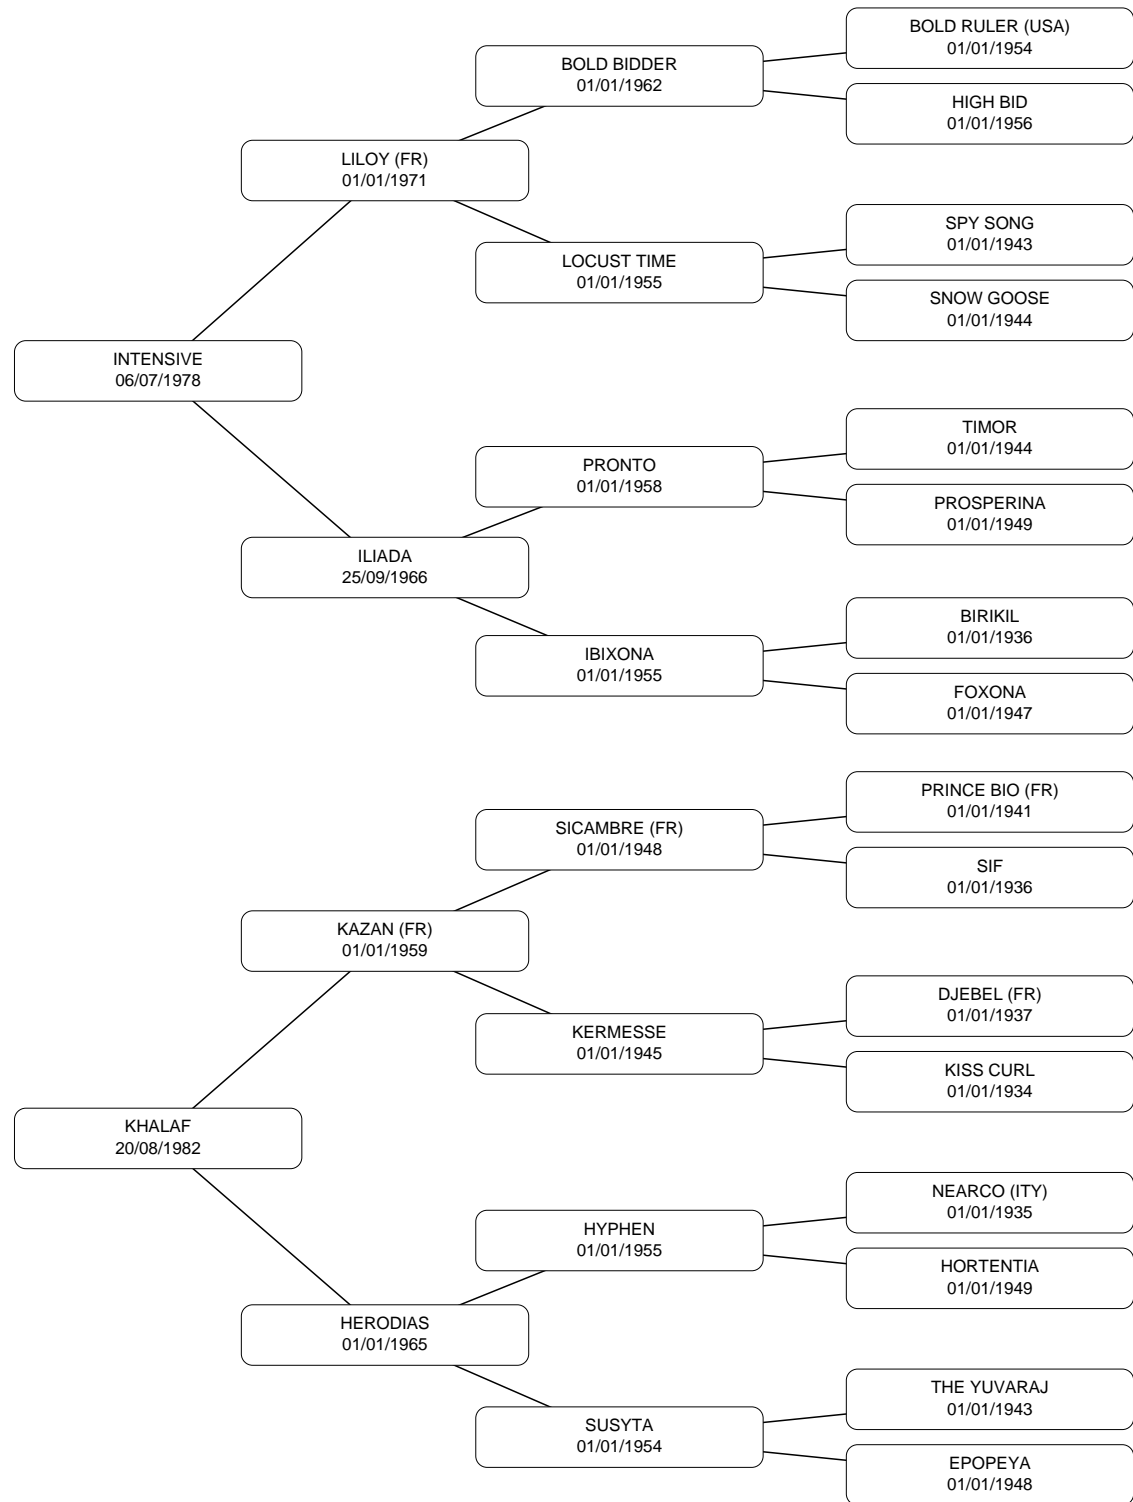 BOLD RULER (USA)
01/01/1954
BOLD BIDDER
01/01/1962
HIGH BID
01/01/1956
LILOY (FR)
01/01/1971
SPY SONG
01/01/1943
LOCUST TIME
01/01/1955
SNOW GOOSE
01/01/1944
INTENSIVE
06/07/1978
TIMOR
01/01/1944
PRONTO
01/01/1958
PROSPERINA
01/01/1949
ILIADA
25/09/1966
BIRIKIL
01/01/1936
IBIXONA
01/01/1955
FOXONA
01/01/1947
PRINCE BIO (FR)
01/01/1941
SICAMBRE (FR)
01/01/1948
SIF
01/01/1936
KAZAN (FR)
01/01/1959
DJEBEL (FR)
01/01/1937
KERMESSE
01/01/1945
KISS CURL
01/01/1934
KHALAF
20/08/1982
NEARCO (ITY)
01/01/1935
HYPHEN
01/01/1955
HORTENTIA
01/01/1949
HERODIAS
01/01/1965
THE YUVARAJ
01/01/1943
SUSYTA
01/01/1954
EPOPEYA
01/01/1948